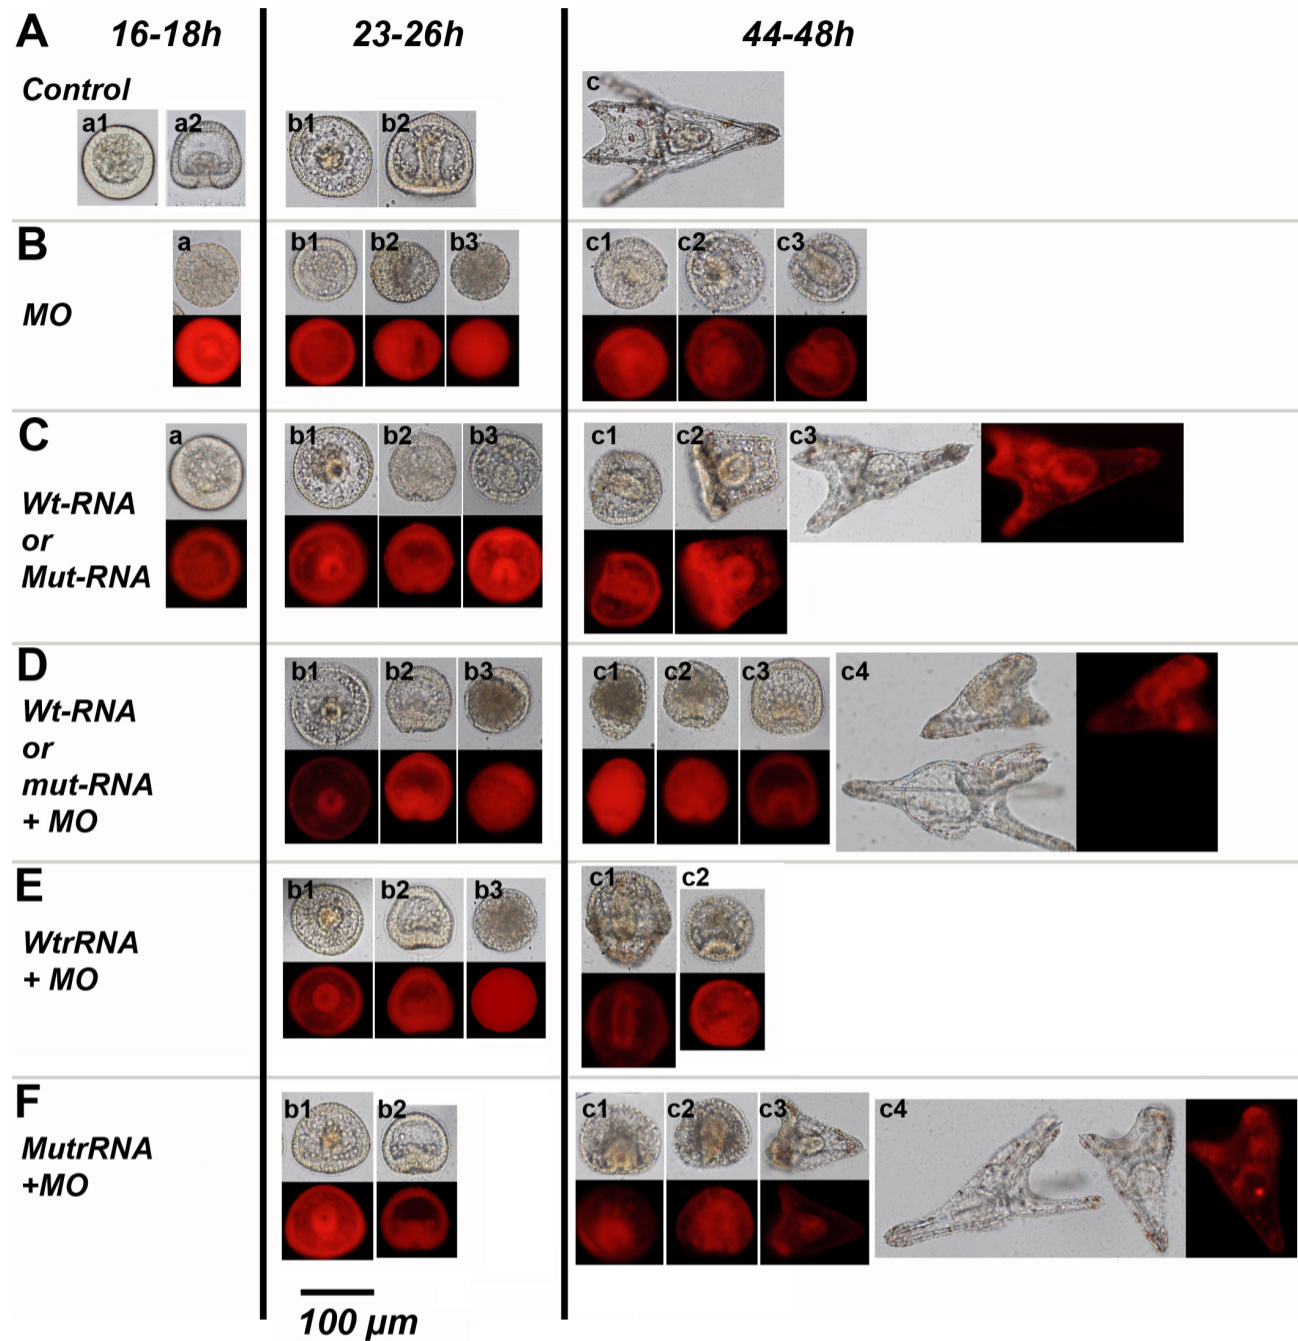 A 16-18h 23-26h 44-48h
Control
a1 a2 b1 b2 c
B
MO
a b1 b2 b3 c1 c2 c3
C
Wt-RNA
or
Mut-RNA
a b1 b2 b3 c1 c2 c3
D
Wt-RNA
or
mut-RNA
+ MO
b1 b2 b3 c1 c2 c3 c4
E
WtrRNA
+ MO
b1 b2 b3 c1 c2
F
MutrRNA
+MO
b1 b2 c1 c2 c3 c4
100 µm